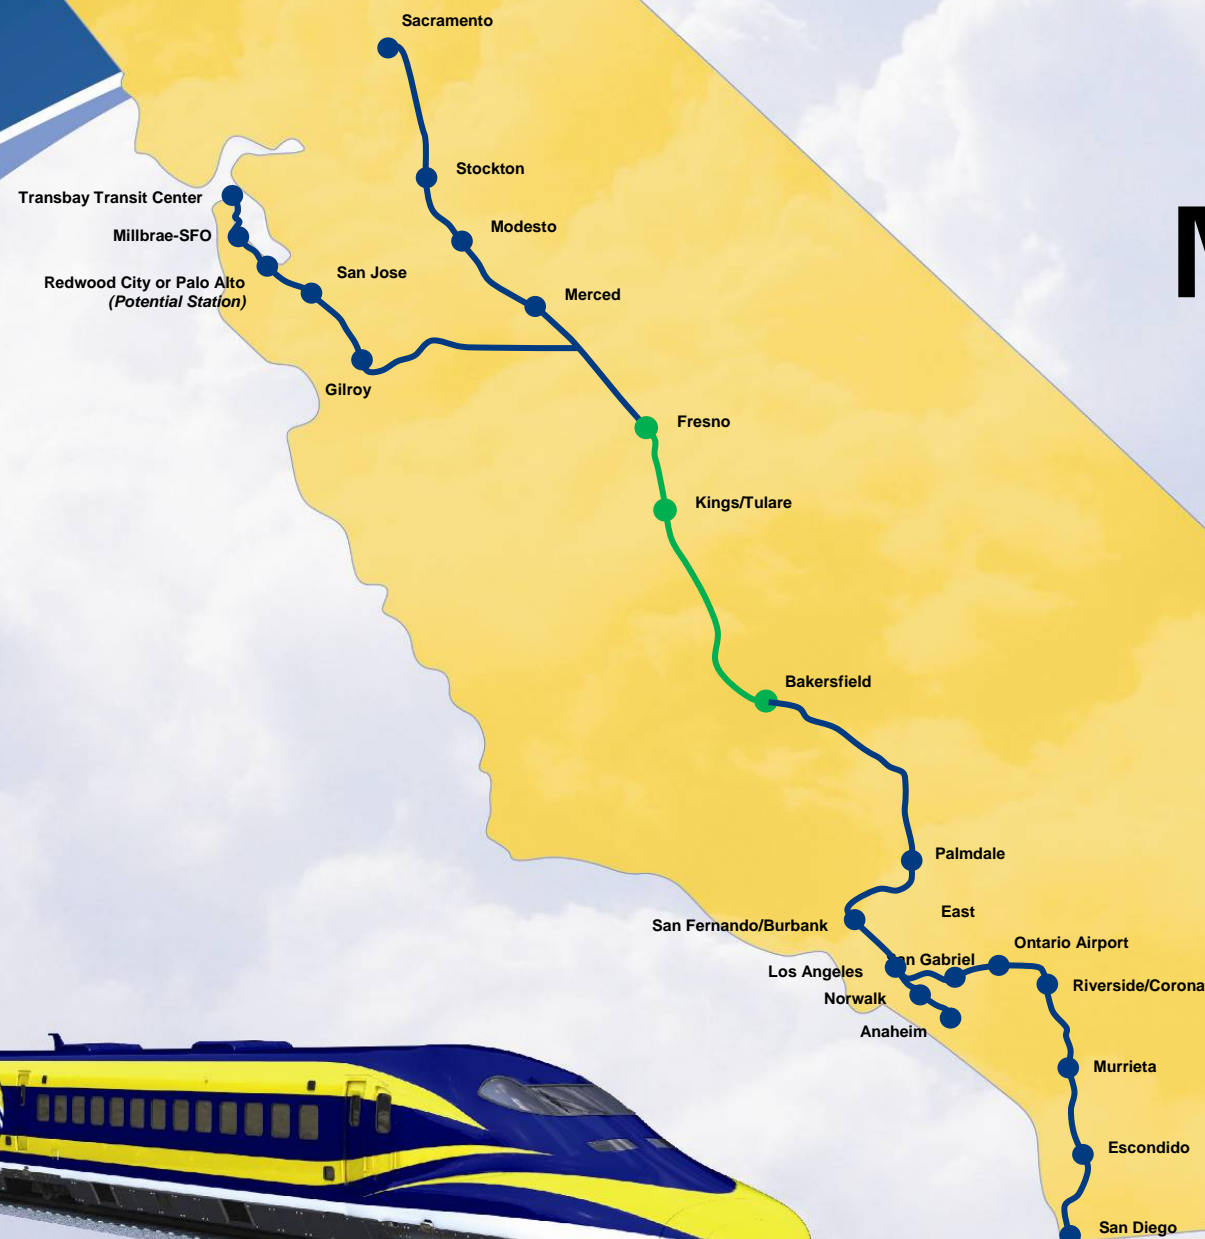 Sacramento
Stockton
Transbay Transit Center
Modesto
Millbrae-SFO
San Jose
Redwood City or Palo Alto
(Potential Station)
Merced
Gilroy
Fresno
Kings/Tulare
Bakersfield
Palmdale
East
San Fernando/Burbank
Ontario Airport
San Gabriel
Los Angeles
Riverside/Corona
Norwalk
Anaheim
Murrieta
Escondido
San Diego